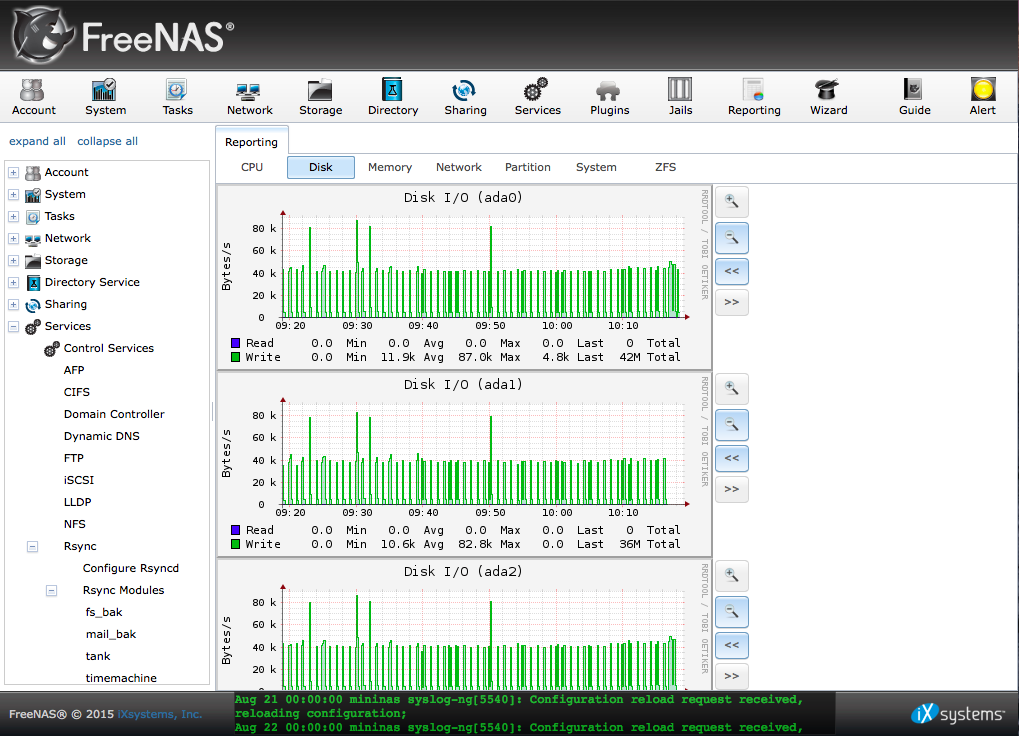 FreeNAS®
Account System Tasks Network Storage Directory Sharing Services Plugins Jails Reporting Wizard Guide Alert
expand all collapse all
Account
System
Tasks
Network
Storage
Directory Service
Sharing
Services
Control Services
AFP
CIFS
Domain Controller
Dynamic DNS
FTP
iSCSI
LLDP
NFS
Rsync
Configure Rsyncd
Rsync Modules
fs_bak
mail_bak
tank
timemachine
Reporting
CPU Disk Memory Network Partition System ZFS
Disk I/O (ada0)
RRDTOOL / TOBI OETIKER
Bytes/s
80 k
60 k
40 k
20 k
0
09:20 09:30 09:40 09:50 10:00 10:10
Read 0.0 Min 0.0 Avg 0.0 Max 0.0 Last 0 Total
Write 0.0 Min 11.9k Avg 87.0k Max 4.8k Last 42M Total
<<
>>
Disk I/O (ada1)
RRDTOOL / TOBI OETIKER
Bytes/s
80 k
60 k
40 k
20 k
0
09:20 09:30 09:40 09:50 10:00 10:10
Read 0.0 Min 0.0 Avg 0.0 Max 0.0 Last 0 Total
Write 0.0 Min 10.6k Avg 82.8k Max 0.0 Last 36M Total
<<
>>
Disk I/O (ada2)
RRDTOOL / TOBI OETIKER
Bytes/s
80 k
60 k
40 k
20 k
<<
>>
FreeNAS® © 2015 iXsystems, Inc.
Aug 21 00:00:00 mininas syslog-ng[5540]: Configuration reload request received,
reloading configuration;
Aug 22 00:00:00 mininas syslog-ng[5540]: Configuration reload request received,
iXsystems